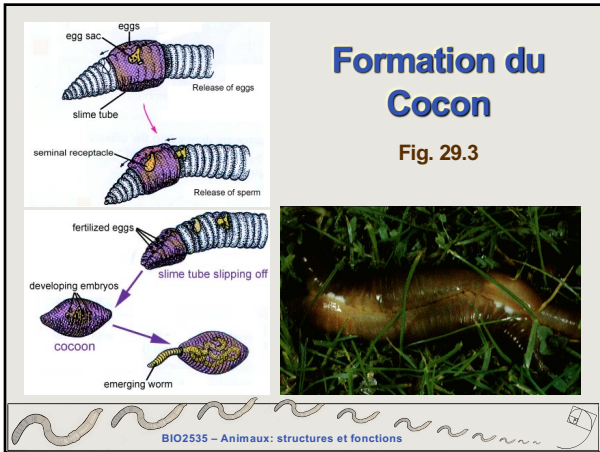 Formation du
Cocon
Fig. 29.3
eggs
egg sac
Release of eggs
slime tube
seminal receptacle
Release of sperm
fertilized eggs
slime tube slipping off
developing embryos
cocoon
emerging worm
BIO2535 – Animaux: structures et fonctions